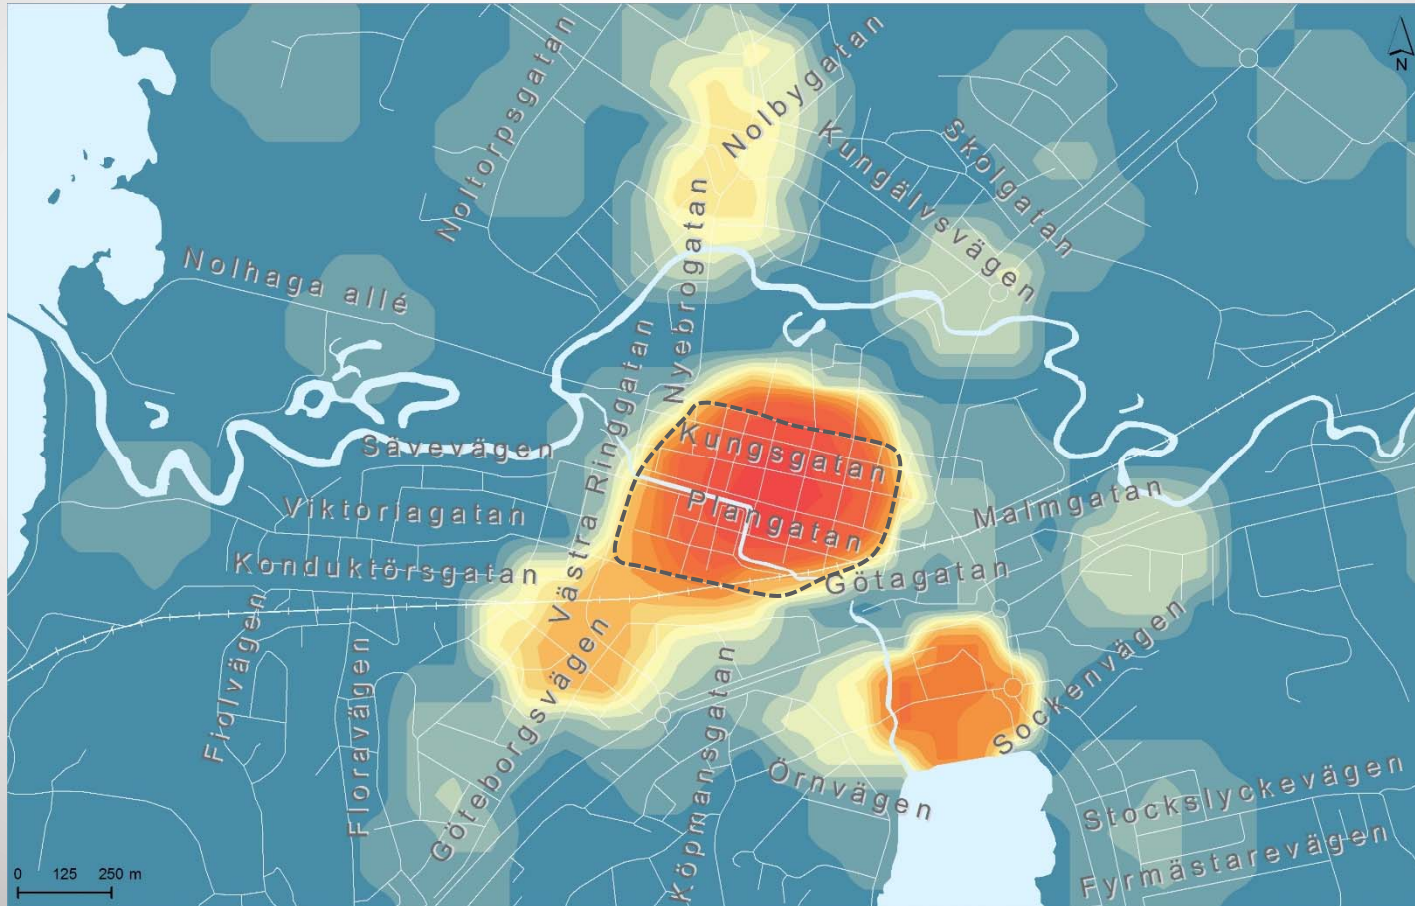 Noltorpsgatan
Nolbygatan
Kungälvsvägen
Skolgatan
N
Nolhaga allé
Nyebrogatan
Västra Ringgatan
Sävevägen
Kungsgatan
Viktoriagatan
Plangatan
Malmgatan
Konduktörsgatan
Götagatan
Fiolvägen
Floravägen
Göteborgsvägen
Köpmansgatan
Sockenvägen
Örnvägen
Stockslyckevägen
Fyrmästarevägen
0 125 250 m